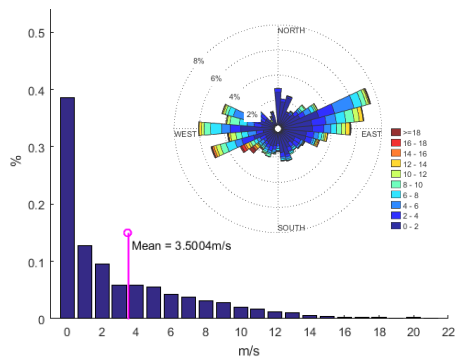 0.5
0.4
0.3
0.2
0.1
0
%
0 2 4 6 8 10 12 14 16 18 20 22
m/s
Mean = 3.5004m/s
NORTH
8%
6%
4%
2%
WEST
EAST
SOUTH
>=18
16 - 18
14 - 16
12 - 14
10 - 12
8 - 10
6 - 8
4 - 6
2 - 4
0 - 2